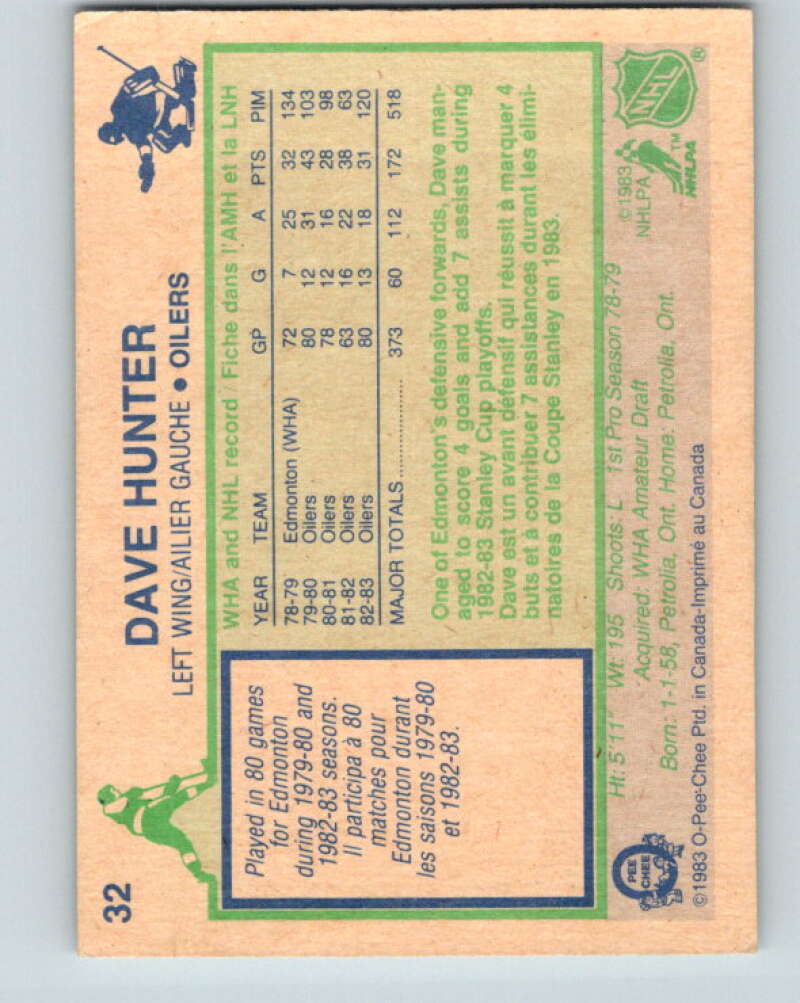 32
DAVE HUNTER
LEFT WING/AILIER GAUCHE • OILERS
Played in 80 games
for Edmonton
during 1979-80 and
1982-83 seasons.
Il participa à 80
matches pour
Edmonton durant
les saisons 1979-80
et 1982-83.
WHA and NHL record / Fiche dans l'AMH et la LNH
YEAR TEAM GP G A PTS PIM
78-79 Edmonton (WHA) 72 7 25 32 134
79-80 Oilers 80 12 31 43 103
80-81 Oilers 78 12 16 28 98
81-82 Oilers 63 16 22 38 63
82-83 Oilers 80 13 18 31 120
MAJOR TOTALS .................. 373 60 112 172 518
One of Edmonton's defensive forwards, Dave man-
aged to score 4 goals and add 7 assists during
1982-83 Stanley Cup playoffs.
Dave est un avant défensif qui réussit à marquer 4
buts et à contribuer 7 assistances durant les élimi-
natoires de la Coupe Stanley en 1983.
Ht: 5'11" Wt: 195 Shoots: L 1st Pro Season 78-79
Acquired: WHA Amateur Draft
Born: 1-1-58, Petrolia, Ont. Home: Petrolia, Ont.
©1983 O-Pee-Chee Ptd. in Canada-Imprimé au Canada
O
PEE
CHEE
©1983
NHLPA
NHL
®
TM
NHLPA